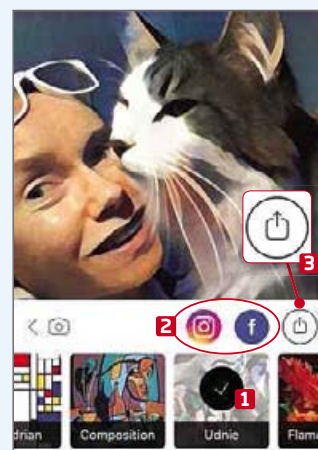 3
2
1
drian
Composition
Udnie
Flam